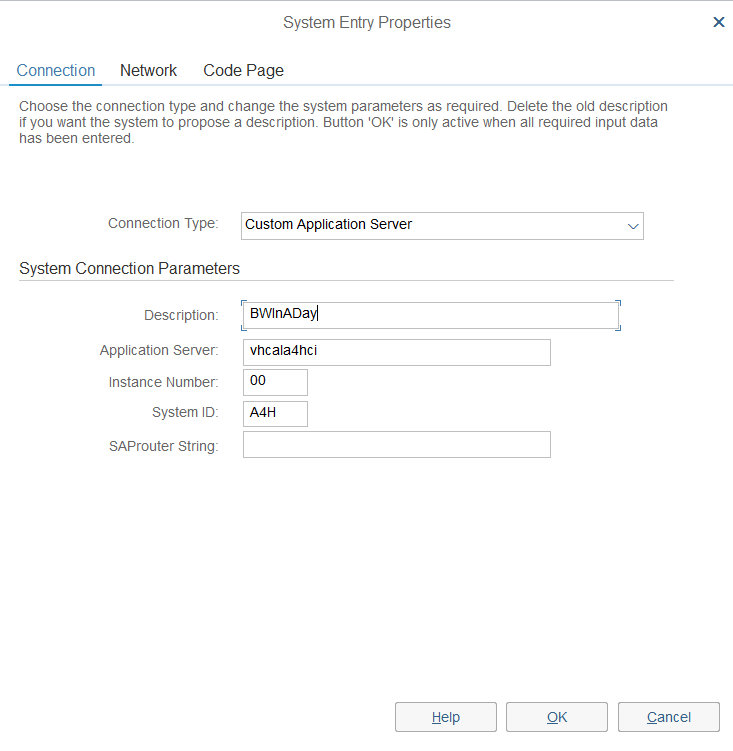 System Entry Properties
Connection Network Code Page
Choose the connection type and change the system parameters as required. Delete the old description
if you want the system to propose a description. Button 'OK' is only active when all required input data
has been entered.
Connection Type: Custom Application Server
System Connection Parameters
Description: BWInADay
Application Server: vhcala4hci
Instance Number: 00
System ID: A4H
SAProuter String:
Help OK Cancel